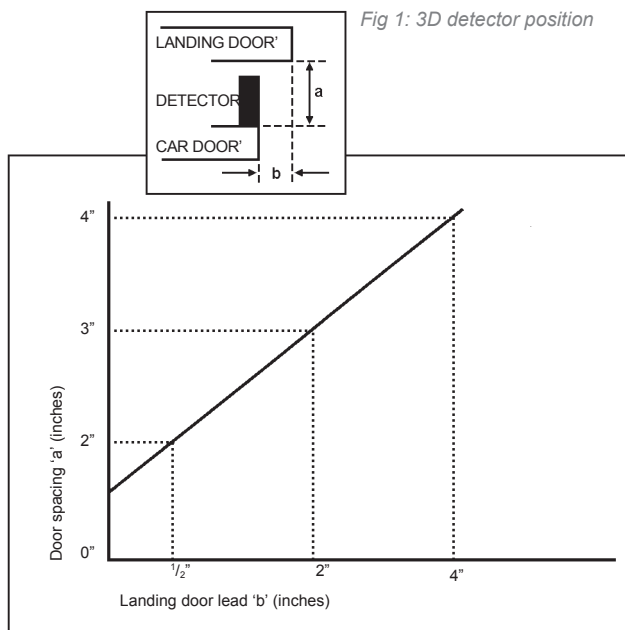 Fig 1: 3D detector position
LANDING DOOR’
DETECTOR
CAR DOOR’
a
b
4”
3”
2”
0”
Door spacing ‘a’ (inches)
1/2”
2”
4”
Landing door lead ‘b’ (inches)